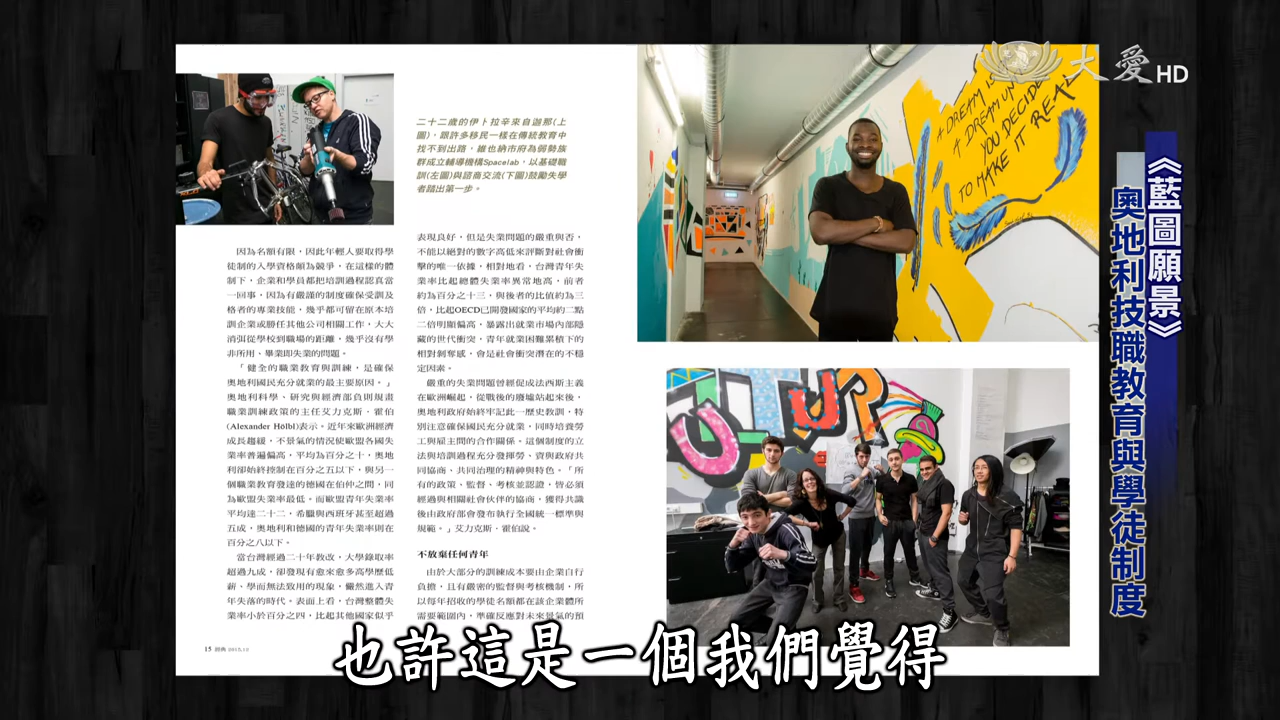 大愛HD
《藍圖願景》
奧地利技職教育與學徒制度
二十二歲的伊卜拉辛來自迦那(上
圖)，跟許多移民一樣在傳統教育中
找不到出路，維也納市府為弱勢族
群成立輔導機構Spacelab，以基礎職
訓(左圖)與諮商交流(下圖)鼓勵失學
者踏出第一步。
因為名額有限，因此年輕人要取得學
徒制的入學資格頗為競爭，在這樣的體
制下，企業和學員都把培訓過程認真當
一回事，因為有嚴謹的制度確保受訓及
格者的專業技能，幾乎都可留在原本培
訓企業或勝任其他公司相關工作，大大
消弭從學校到職場的距離，幾乎沒有學
非所用、畢業即失業的問題。
「健全的職業教育與訓練，是確保
奧地利國民充分就業的最主要原因。」
奧地利科學、研究與經濟部負責規畫
職業訓練政策的主任艾力克斯．霍伯
(Alexander Hölbl)表示。近年來歐洲經濟
成長趨緩，不景氣的情況使歐盟各國失
業率普遍偏高，平均為百分之十，奧地
利卻始終控制在百分之五以下，與另一
個職業教育發達的德國在伯仲之間，同
為歐盟失業率最低。而歐盟青年失業率
平均達二十二，希臘與西班牙甚至超過
五成，奧地利和德國的青年失業率則在
百分之八以下。
當台灣經過二十年教改，大學錄取率
超過九成，卻發現有愈來愈多高學歷低
薪、學而無法致用的現象，儼然進入青
年失落的時代。表面上看，台灣整體失
業率小於百分之四，比起其他國家似乎
表現良好，但是失業問題的嚴重與否，
不能以絕對的數字高低來評斷對社會衝
擊的唯一依據，相對地看，台灣青年失
業率比起總體失業率異常地高，前者
約為百分之十三，與後者的比值約為三
倍，比起OECD已開發國家的平均約二點
二倍明顯偏高，暴露出就業市場內部隱
藏的世代衝突，青年就業困難累積下的
相對剝奪感，會是社會衝突潛在的不穩
定因素。
嚴重的失業問題曾經促成法西斯主義
在歐洲崛起，從戰後的廢墟站起來後，
奧地利政府始終牢記此一歷史教訓，特
別注意確保國民充分就業，同時培養勞
工與雇主間的合作關係。這個制度的立
法與培訓過程充分發揮勞、資與政府共
同協商、共同治理的精神與特色。「所
有的政策、監督、考核並認證，皆必須
經過與相關社會伙伴的協商，獲得共識
後由政府部會發布執行全國統一標準與
規範。」艾力克斯．霍伯說。
不放棄任何青年
由於大部分的訓練成本要由企業自行
負擔，且有嚴密的監督與考核機制，所
以每年招收的學徒名額都在該企業體所
需要範圍內，準確反應對未來景氣的預
15 經典 2015.12
A DREAM IS
A DREAM UN
YOU DECIDE
TO MAKE IT REA
也許這是一個我們覺得